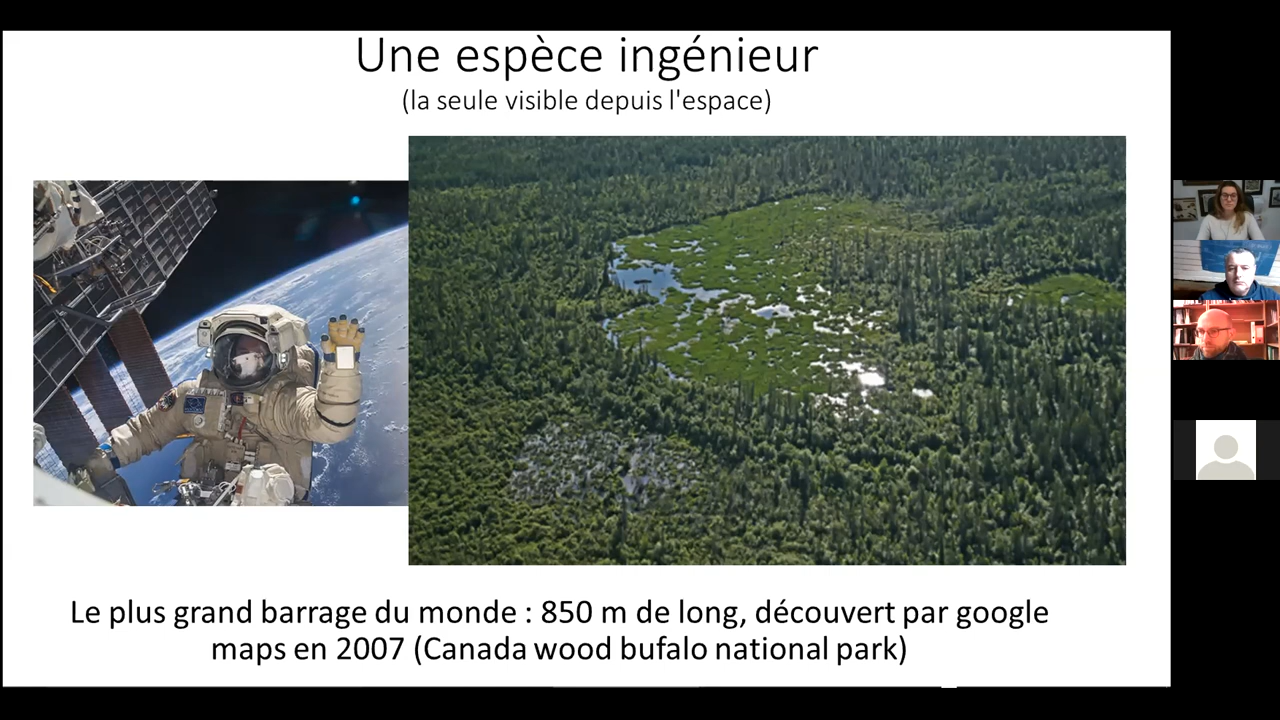 Une espèce ingénieur
(la seule visible depuis l'espace)
Le plus grand barrage du monde : 850 m de long, découvert par google
maps en 2007 (Canada wood bufalo national park)